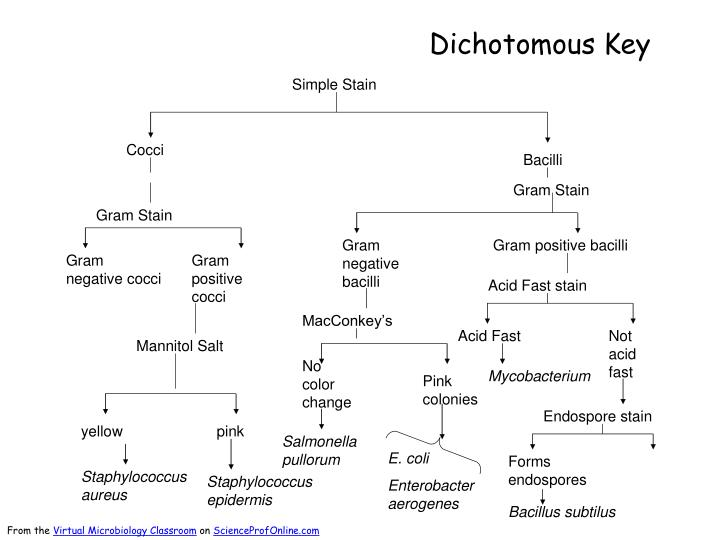 Dichotomous Key
Simple Stain
Cocci
Bacilli
Gram Stain
Gram Stain
Gram
negative cocci
Gram
positive
cocci
Gram
negative
bacilli
Gram positive bacilli
Acid Fast stain
MacConkey's
Mannitol Salt
Acid Fast
Not
acid
fast
No
color
change
Pink
colonies
Mycobacterium
Endospore stain
yellow
pink
Salmonella
pullorum
E. coli
Enterobacter
aerogenes
Forms
endospores
Staphylococcus
aureus
Staphylococcus
epidermis
Bacillus subtilus
From the Virtual Microbiology Classroom on ScienceProfOnline.com